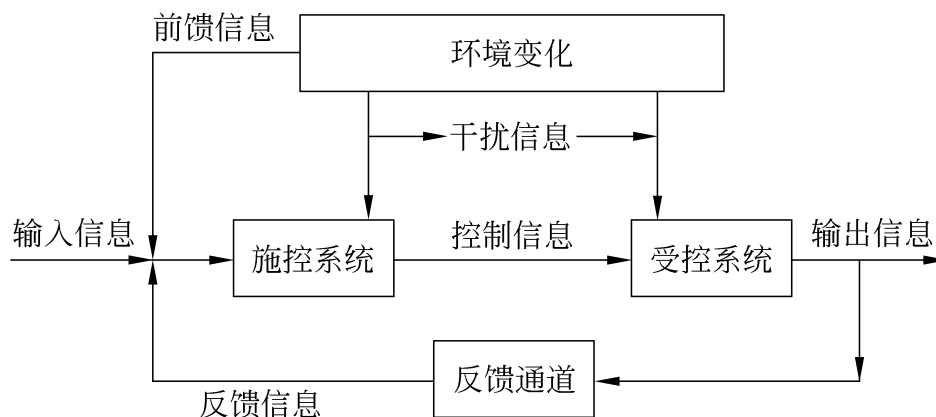 前馈信息
环境变化
干扰信息
输入信息
施控系统
控制信息
受控系统
输出信息
反馈通道
反馈信息